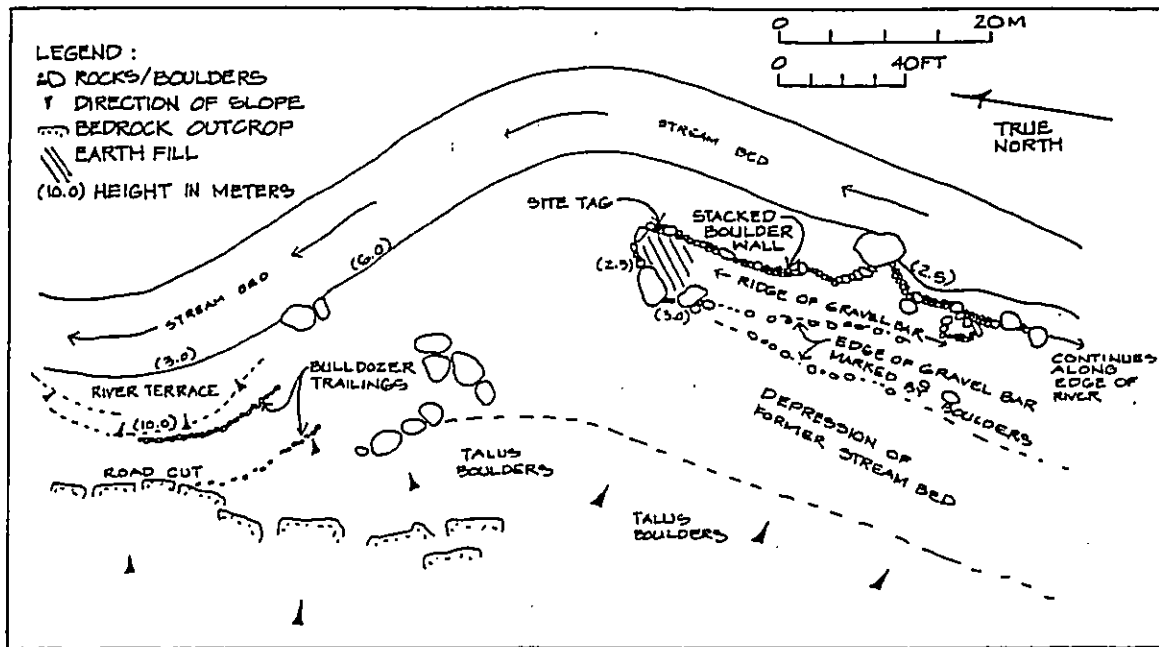 LEGEND :
ROCKS/BOULDERS
DIRECTION OF SLOPE
BEDROCK OUTCROP
EARTH FILL
(10.0) HEIGHT IN METERS
0 20 M
0 40 FT
TRUE
NORTH
STREAM BED
SITE TAG
STACKED
BOULDER
WALL
(2.5)
(2.5)
(6.0)
RIDGE OF GRAVEL BAR
(3.0)
STREAM BED
EDGE OF GRAVEL BAR
MARKED BY BOULDERS
CONTINUES
ALONG
EDGE OF
RIVER
(3.0)
BULLDOZER
TRAILINGS
RIVER TERRACE
(10.0)
DEPRESSION OF
FORMER STREAM BED
ROAD CUT
TALUS
BOULDERS
TALUS
BOULDERS